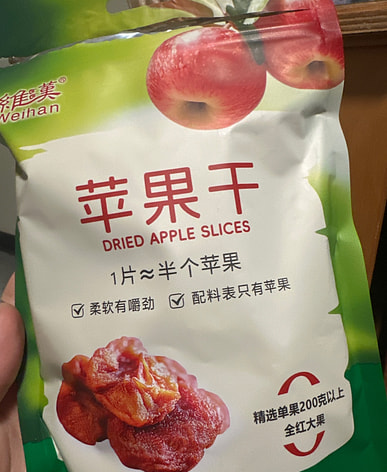 維漢®
Weihan
苹果干
DRIED APPLE SLICES
1片≈半个苹果
柔软有嚼劲 配料表只有苹果
精选单果200克以上
全红大果